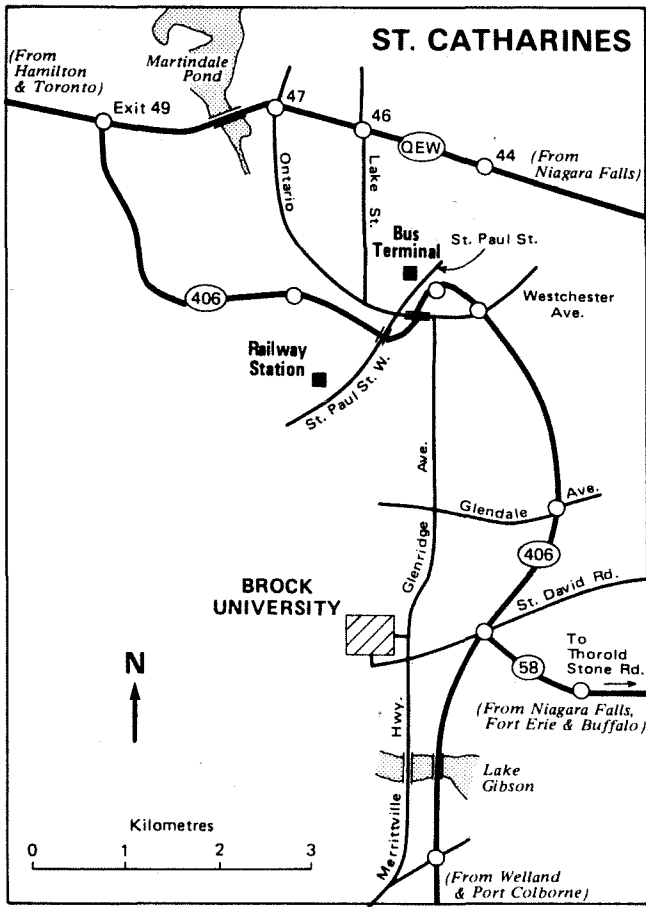 ST. CATHARINES
(From
Hamilton
& Toronto)
Martindale
Pond
Exit 49
47
46
QEW
44
(From
Niagara Falls)
Ontario
Lake St.
Bus
Terminal
St. Paul St.
406
Westchester
Ave.
Railway
Station
St. Paul St. W.
Glenridge Ave.
Glendale Ave.
406
BROCK
UNIVERSITY
St. David Rd.
To
Thorold
Stone Rd.
58
N
(From Niagara Falls,
Fort Erie & Buffalo)
Merrittville Hwy.
Lake
Gibson
Kilometres
0 1 2 3
(From Welland
& Port Colborne)